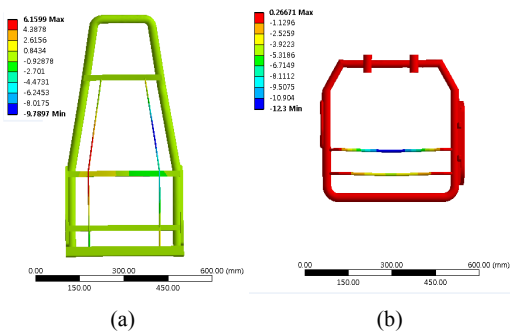 6.1599 Max
4.3878
2.6156
0.8434
-0.92878
-2.701
-4.4731
-6.2453
-8.0175
-9.7897 Min
0.00 300.00 600.00 (mm)
150.00 450.00
(a)
0.26671 Max
-1.1296
-2.5259
-3.9223
-5.3186
-6.7149
-8.1112
-9.5075
-10.904
-12.3 Min
0.00 300.00 600.00 (mm)
150.00 450.00
(b)